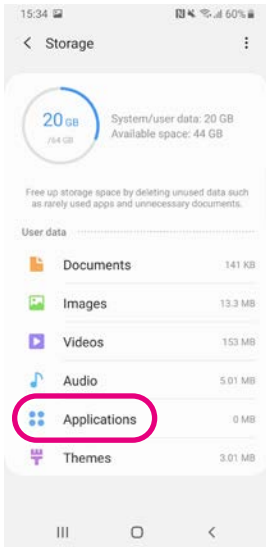 15:34 60%
Storage
20 GB
/64 GB
System/user data: 20 GB
Available space: 44 GB
Free up storage space by deleting unused data such
as rarely used apps and unnecessary documents.
User data
Documents 141 KB
Images 13.3 MB
Videos 153 MB
Audio 5.01 MB
Applications 0 MB
Themes 3.01 MB